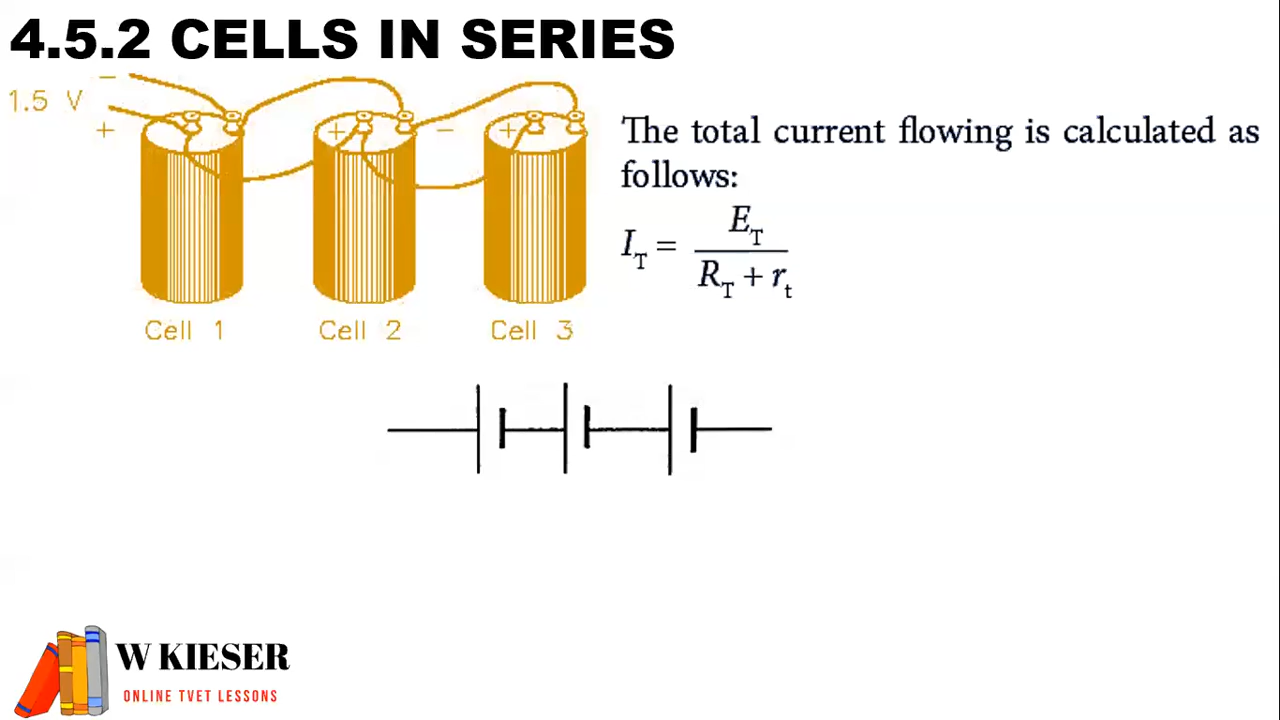 4.5.2 CELLS IN SERIES
−
1.5 V
+
+
−
+
Cell 1
Cell 2
Cell 3
The total current flowing is calculated as
follows:
I_T = E_T / (R_T + r_t)
W KIESER
ONLINE TVET LESSONS